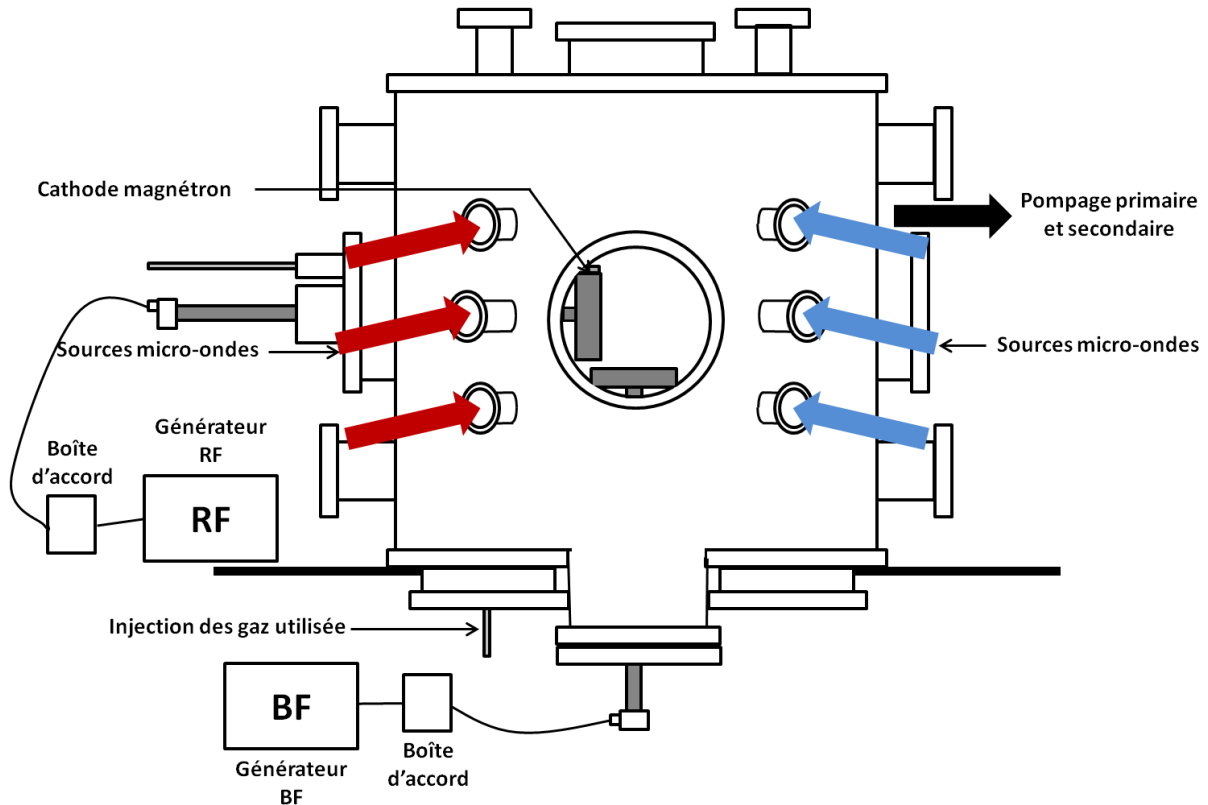 Cathode magnétron
Pompage primaire
et secondaire
Sources micro-ondes
Sources micro-ondes
Générateur
RF
Boîte
d'accord
RF
Injection des gaz utilisée
BF
Boîte
d'accord
Générateur
BF